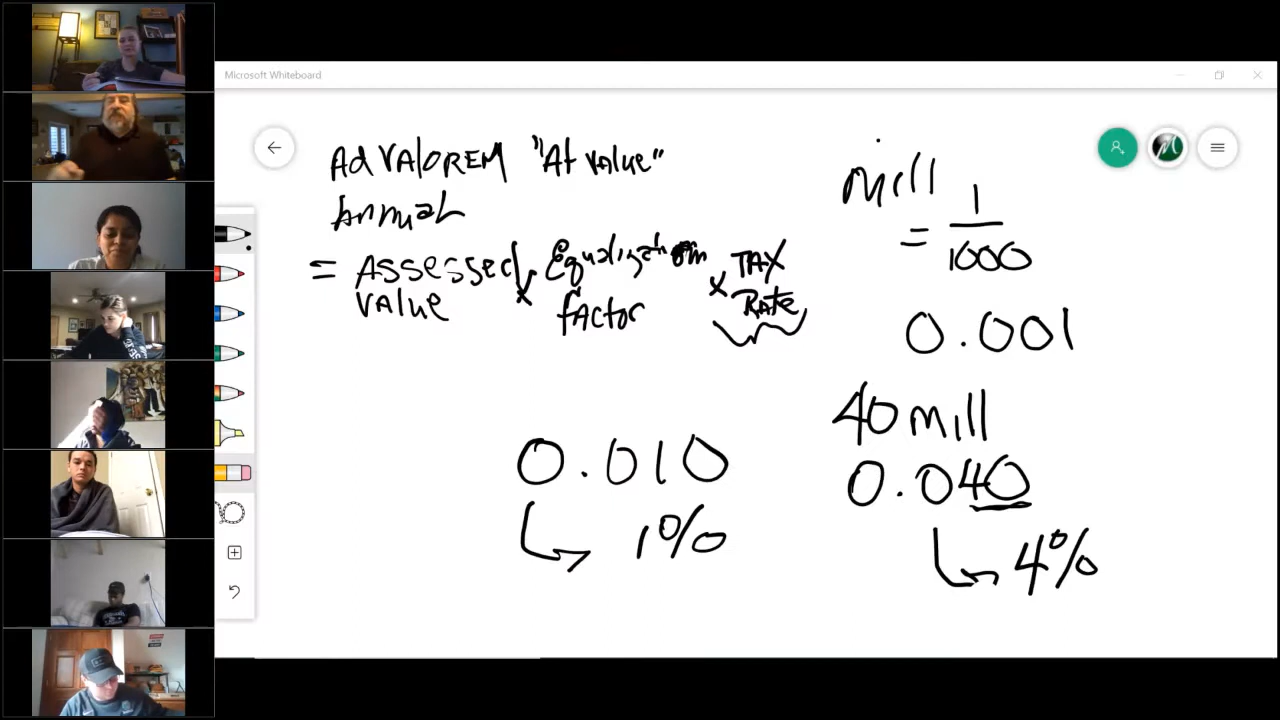 Microsoft Whiteboard
Ad VALOREM "At value"
Annual
= ASSESSED x Equalization x TAX
VALUE factor Rate
mill
= 1
1000
0.001
40 mill
0.040
4%
0.010
1%